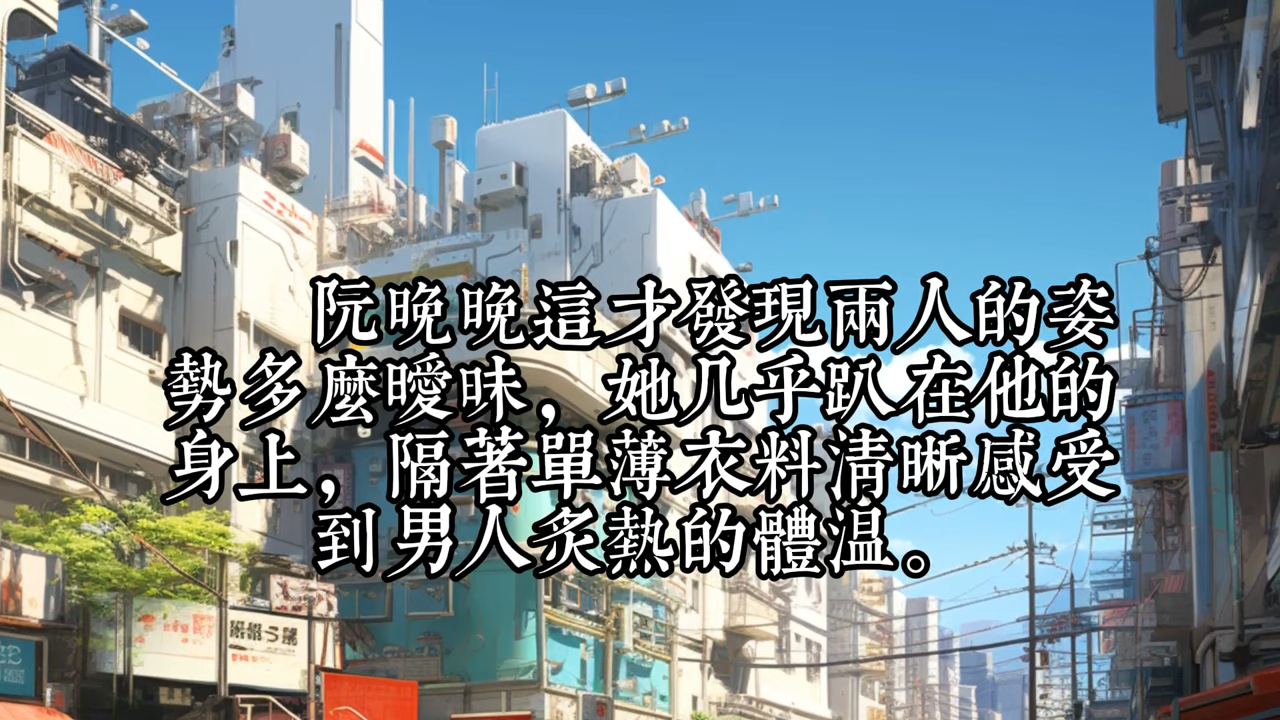 阮晚晚這才發現兩人的姿
勢多麼曖昧，她几乎趴在他的
身上，隔著單薄衣料清晰感受
到男人炙熱的體温。